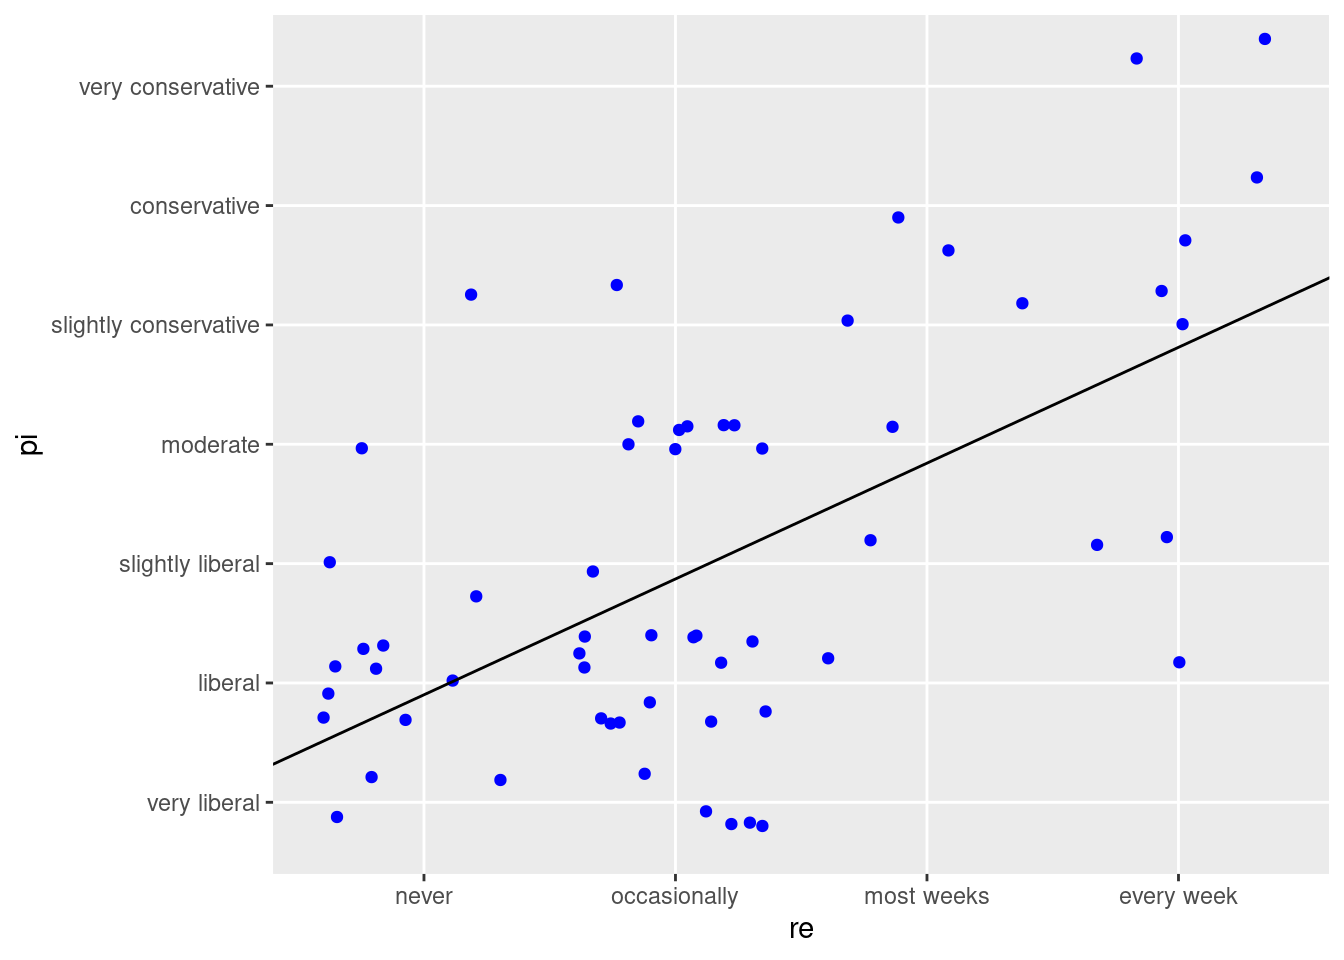 very conservative
conservative
slightly conservative
moderate
slightly liberal
liberal
very liberal
pi
never
occasionally
most weeks
every week
re